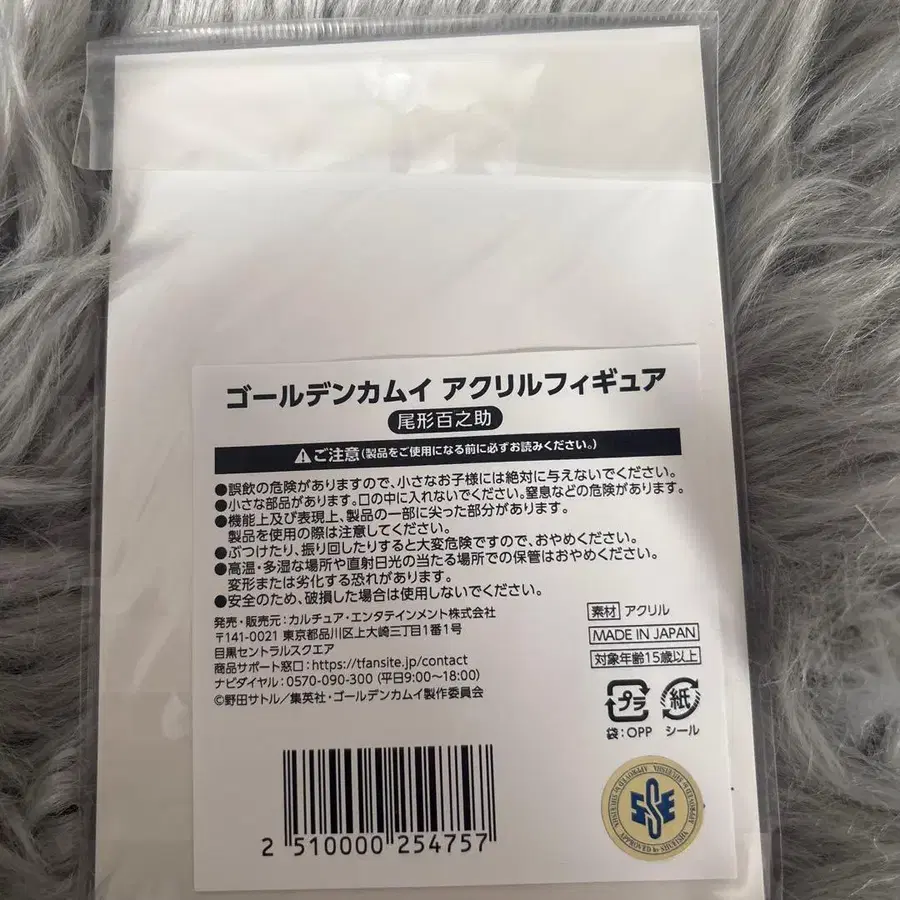 ゴールデンカムイ アクリルフィギュア
尾形百之助
⚠ご注意(製品をご使用になる前に必ずお読みください。)
●誤飲の危険がありますので、小さなお子様には絶対に与えないでください。
●小さな部品があります。口の中に入れないでください。窒息などの危険があります。
●機能上及び表現上、製品の一部に尖った部分があります。
製品を使用の際は注意してください。
●ぶつけたり、振り回したりすると大変危険ですので、おやめください。
●高温・多湿な場所や直射日光の当たる場所での保管はおやめください。
変形または劣化する恐れがあります。
●安全のため、破損した場合は使用しないでください。
発売・販売元:カルチュア・エンタテインメント株式会社
〒141-0021 東京都品川区上大崎三丁目1番1号
目黒セントラルスクエア
商品サポート窓口:https://tfansite.jp/contact
ナビダイヤル:0570-090-300 (平日9:00〜18:00)
©野田サトル/集英社・ゴールデンカムイ製作委員会
素材 アクリル
MADE IN JAPAN
対象年齢15歳以上
プラ 紙
袋:OPP シール
2 510000 254757
APPROVED by SHUEISHA